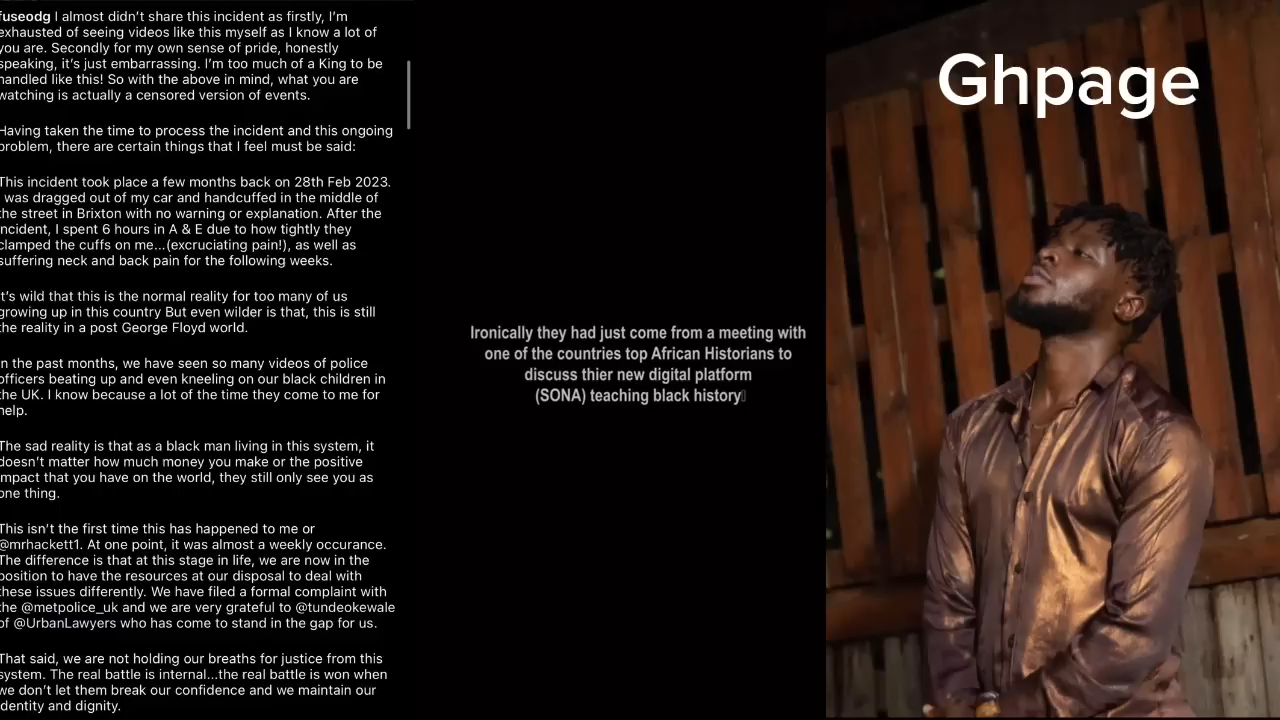 fuseodg I almost didn't share this incident as firstly, I'm
exhausted of seeing videos like this myself as I know a lot of
you are. Secondly for my own sense of pride, honestly
speaking, it's just embarrassing. I'm too much of a King to be
handled like this! So with the above in mind, what you are
watching is actually a censored version of events.
Having taken the time to process the incident and this ongoing
problem, there are certain things that I feel must be said:
This incident took place a few months back on 28th Feb 2023.
I was dragged out of my car and handcuffed in the middle of
the street in Brixton with no warning or explanation. After the
incident, I spent 6 hours in A & E due to how tightly they
clamped the cuffs on me...(excruciating pain!), as well as
suffering neck and back pain for the following weeks.
It's wild that this is the normal reality for too many of us
growing up in this country But even wilder is that, this is still
the reality in a post George Floyd world.
In the past months, we have seen so many videos of police
officers beating up and even kneeling on our black children in
the UK. I know because a lot of the time they come to me for
help.
The sad reality is that as a black man living in this system, it
doesn't matter how much money you make or the positive
impact that you have on the world, they still only see you as
one thing.
This isn't the first time this has happened to me or
@mrhackett1. At one point, it was almost a weekly occurance.
The difference is that at this stage in life, we are now in the
position to have the resources at our disposal to deal with
these issues differently. We have filed a formal complaint with
the @metpolice_uk and we are very grateful to @tundeokewale
of @UrbanLawyers who has come to stand in the gap for us.
That said, we are not holding our breaths for justice from this
system. The real battle is internal...the real battle is won when
we don't let them break our confidence and we maintain our
identity and dignity.
Ironically they had just come from a meeting with
one of the countries top African Historians to
discuss thier new digital platform
(SONA) teaching black history
Ghpage